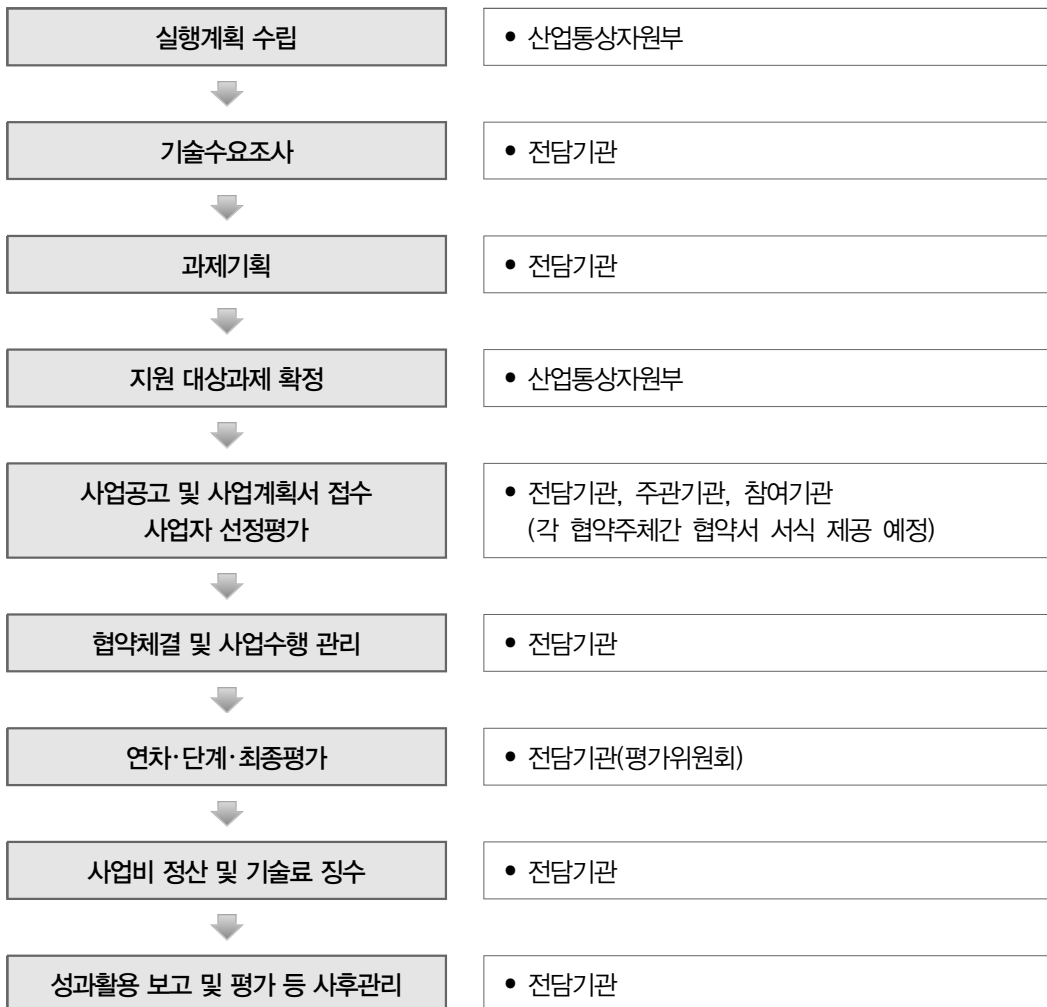 실행계획 수립
• 산업통상자원부
기술수요조사
• 전담기관
과제기획
• 전담기관
지원 대상과제 확정
• 산업통상자원부
사업공고 및 사업계획서 접수
사업자 선정평가
• 전담기관, 주관기관, 참여기관
(각 협약주체간 협약서 서식 제공 예정)
협약체결 및 사업수행 관리
• 전담기관
연차·단계·최종평가
• 전담기관(평가위원회)
사업비 정산 및 기술료 징수
• 전담기관
성과활용 보고 및 평가 등 사후관리
• 전담기관